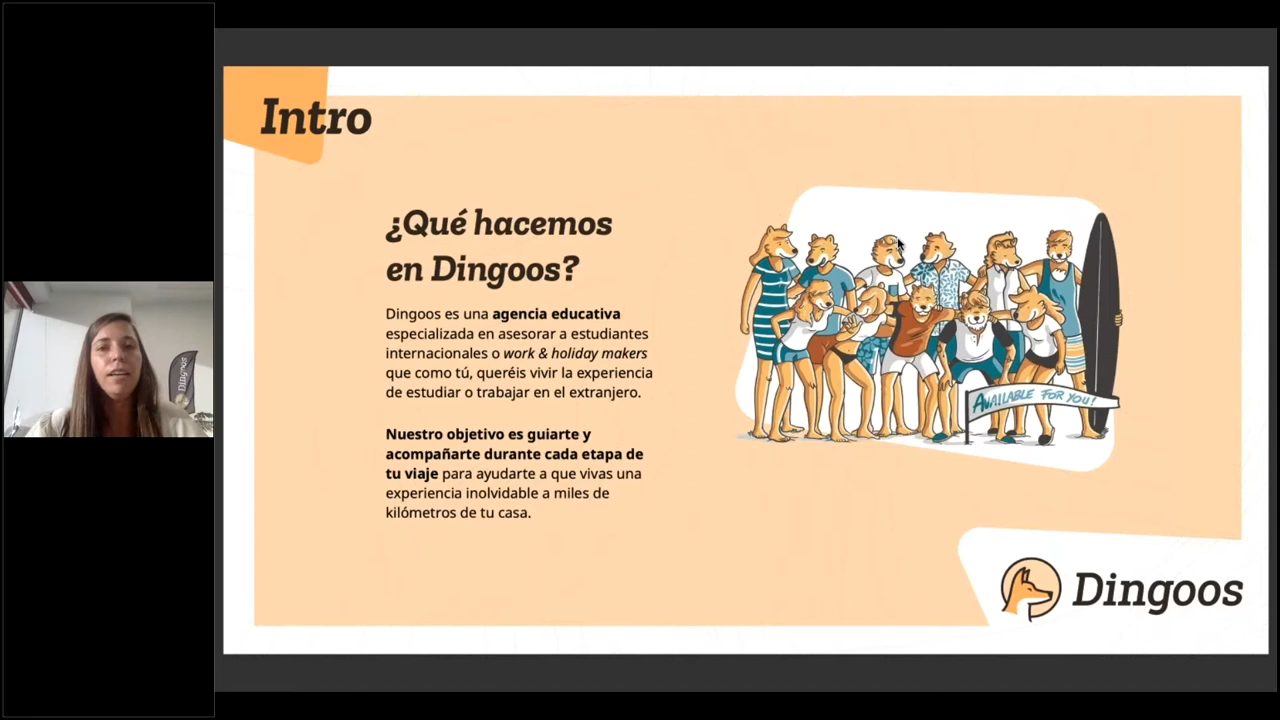 Intro
¿Qué hacemos
en Dingoos?
Dingoos es una agencia educativa
especializada en asesorar a estudiantes
internacionales o work & holiday makers
que como tú, queréis vivir la experiencia
de estudiar o trabajar en el extranjero.
Nuestro objetivo es guiarte y
acompañarte durante cada etapa de
tu viaje para ayudarte a que vivas una
experiencia inolvidable a miles de
kilómetros de tu casa.
AVAILABLE FOR YOU!
Dingoos
Dingoos